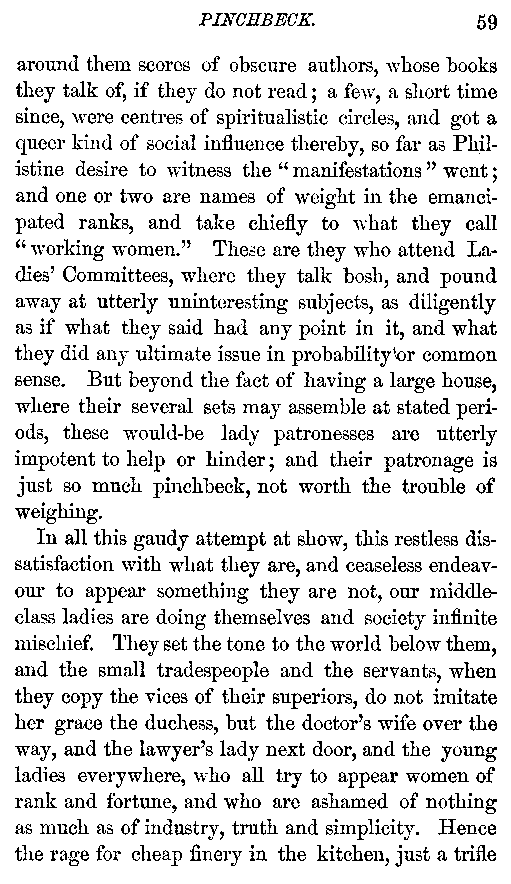 PINCHBECK. 59
around them scores of obscure authors, whose books
they talk of, if they do not read; a few, a short time
since, were centres of spiritualistic circles, and got a
queer kind of social influence thereby, so far as Phil-
istine desire to witness the "manifestations" went;
and one or two are names of weight in the emanci-
pated ranks, and take chiefly to what they call
"working women." These are they who attend La-
dies' Committees, where they talk bosh, and pound
away at utterly uninteresting subjects, as diligently
as if what they said had any point in it, and what
they did any ultimate issue in probability or common
sense. But beyond the fact of having a large house,
where their several sets may assemble at stated peri-
ods, these would-be lady patronesses are utterly
impotent to help or hinder; and their patronage is
just so much pinchbeck, not worth the trouble of
weighing.
In all this gaudy attempt at show, this restless dis-
satisfaction with what they are, and ceaseless endeav-
our to appear something they are not, our middle-
class ladies are doing themselves and society infinite
mischief. They set the tone to the world below them,
and the small tradespeople and the servants, when
they copy the vices of their superiors, do not imitate
her grace the duchess, but the doctor's wife over the
way, and the lawyer's lady next door, and the young
ladies everywhere, who all try to appear women of
rank and fortune, and who are ashamed of nothing
as much as of industry, truth and simplicity. Hence
the rage for cheap finery in the kitchen, just a trifle